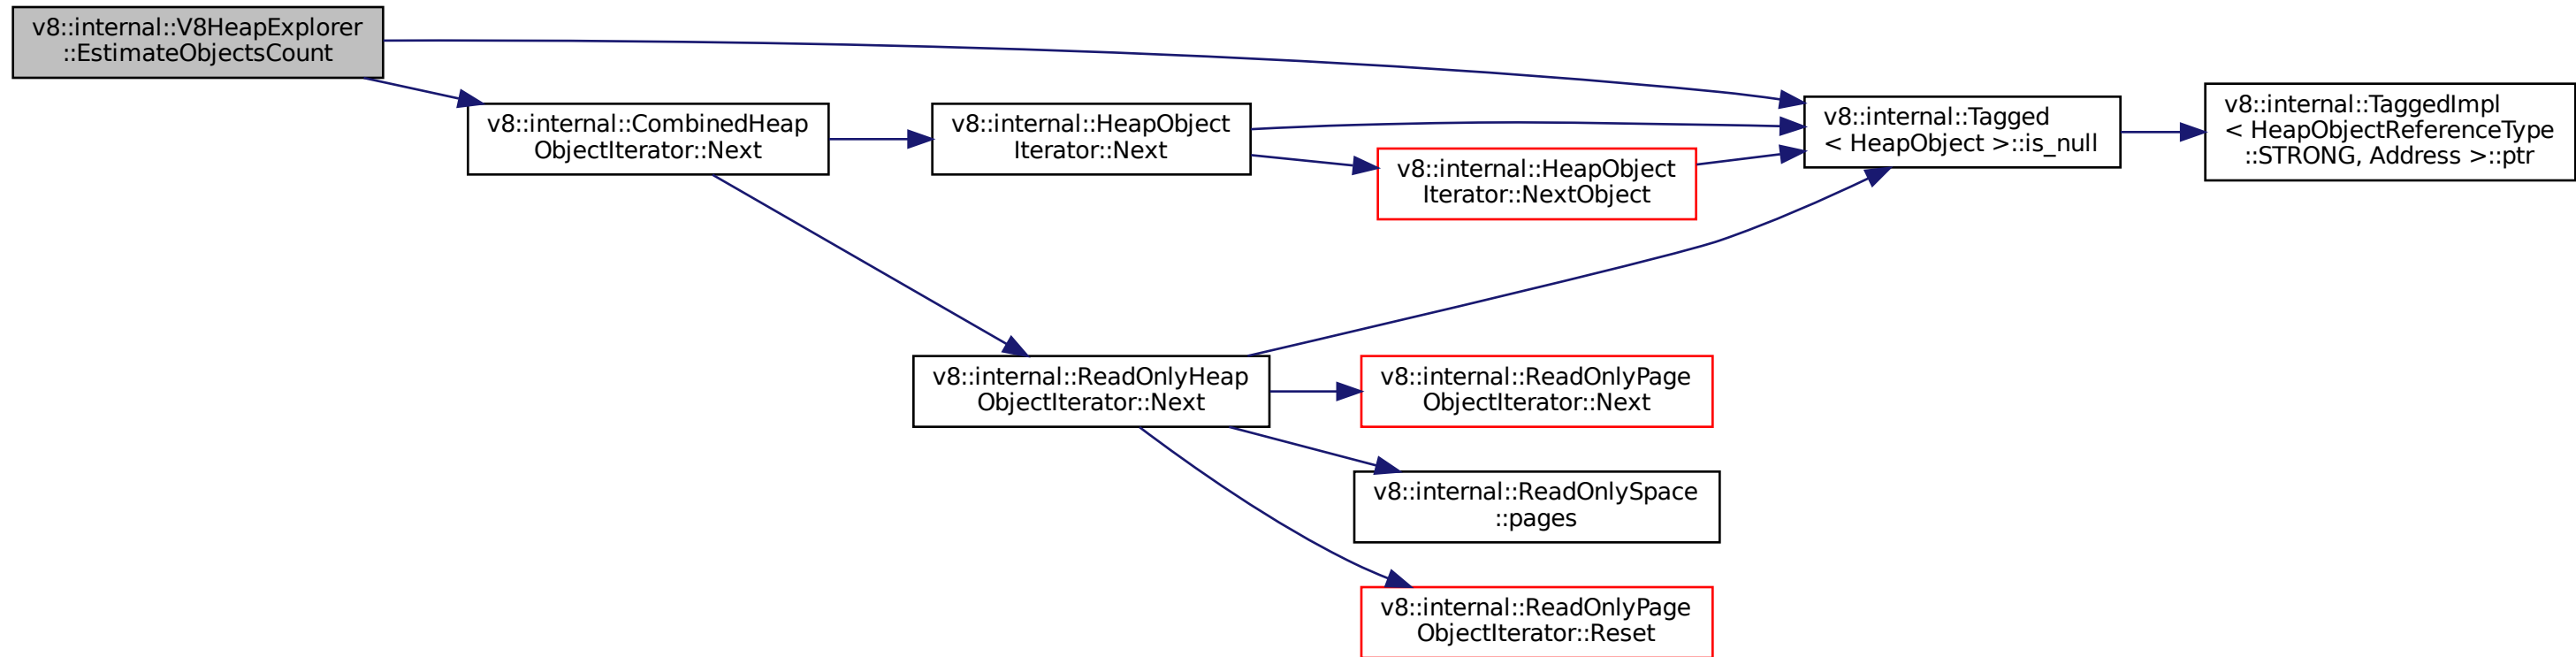 v8::internal::V8HeapExplorer
::EstimateObjectsCount
v8::internal::CombinedHeap
ObjectIterator::Next
v8::internal::HeapObject
Iterator::Next
v8::internal::HeapObject
Iterator::NextObject
v8::internal::Tagged
< HeapObject >::is_null
v8::internal::TaggedImpl
< HeapObjectReferenceType
::STRONG, Address >::ptr
v8::internal::ReadOnlyHeap
ObjectIterator::Next
v8::internal::ReadOnlyPage
ObjectIterator::Next
v8::internal::ReadOnlySpace
::pages
v8::internal::ReadOnlyPage
ObjectIterator::Reset